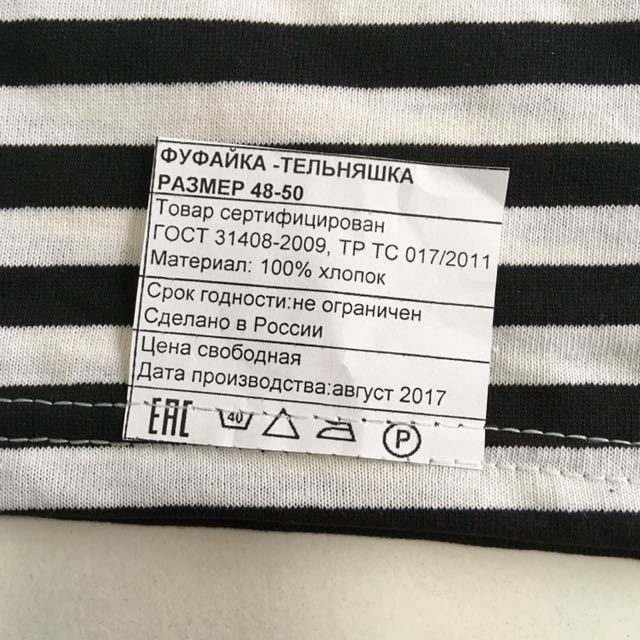 ФУФАЙКА -ТЕЛЬНЯШКА
РАЗМЕР 48-50
Товар сертифицирован
ГОСТ 31408-2009, ТР ТС 017/2011
Материал: 100% хлопок
Срок годности:не ограничен
Сделано в России
Цена свободная
Дата производства:август 2017
ЕАС 40 P